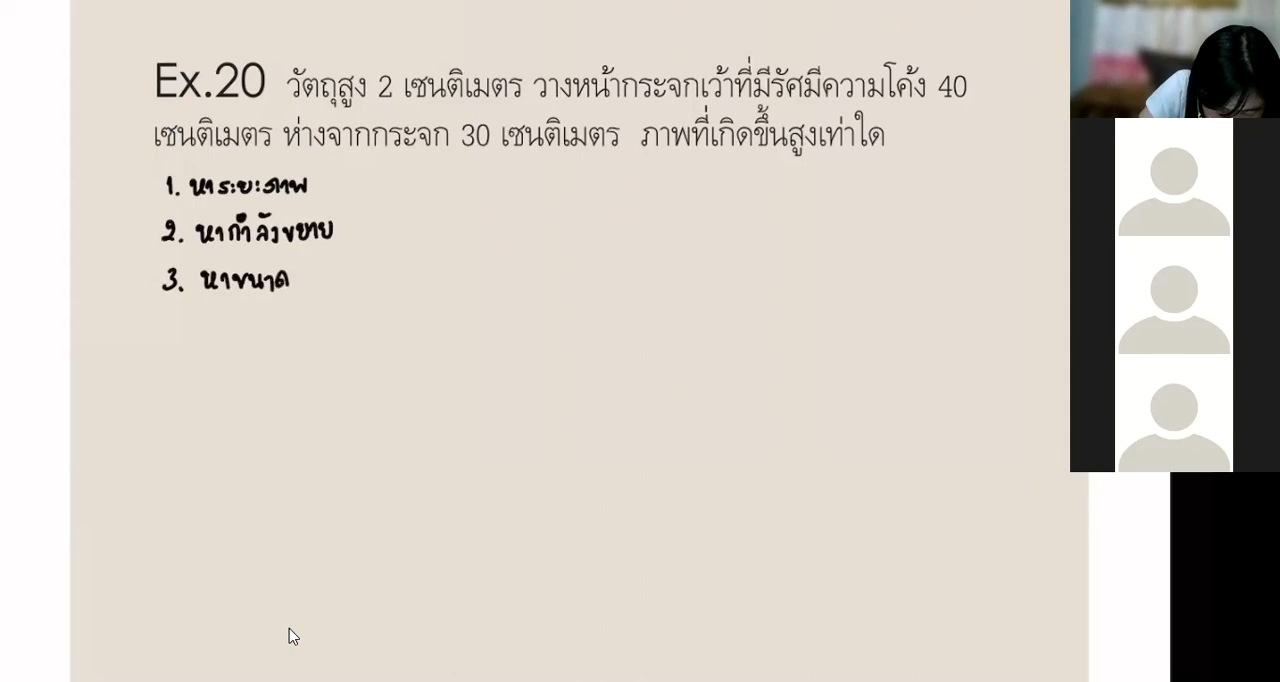 Ex.20 วัตถุสูง 2 เซนติเมตร วางหน้ากระจกเว้าที่มีรัศมีความโค้ง 40
เซนติเมตร ห่างจากกระจก 30 เซนติเมตร ภาพที่เกิดขึ้นสูงเท่าใด
1. หาระยะภาพ
2. หากำลังขยาย
3. หาขนาด